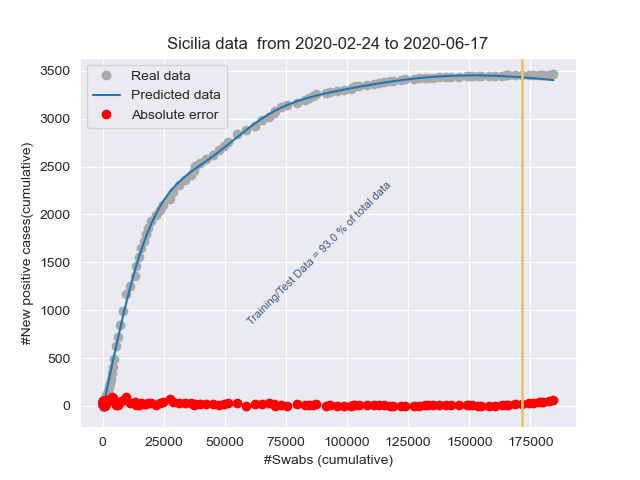 Sicilia data  from 2020-02-24 to 2020-06-17
Real data
Predicted data
Absolute error
#New positive cases(cumulative)
3500
3000
2500
2000
1500
1000
500
0
Training/Test Data = 93.0 % of total data
0
25000
50000
75000
100000
125000
150000
175000
#Swabs (cumulative)